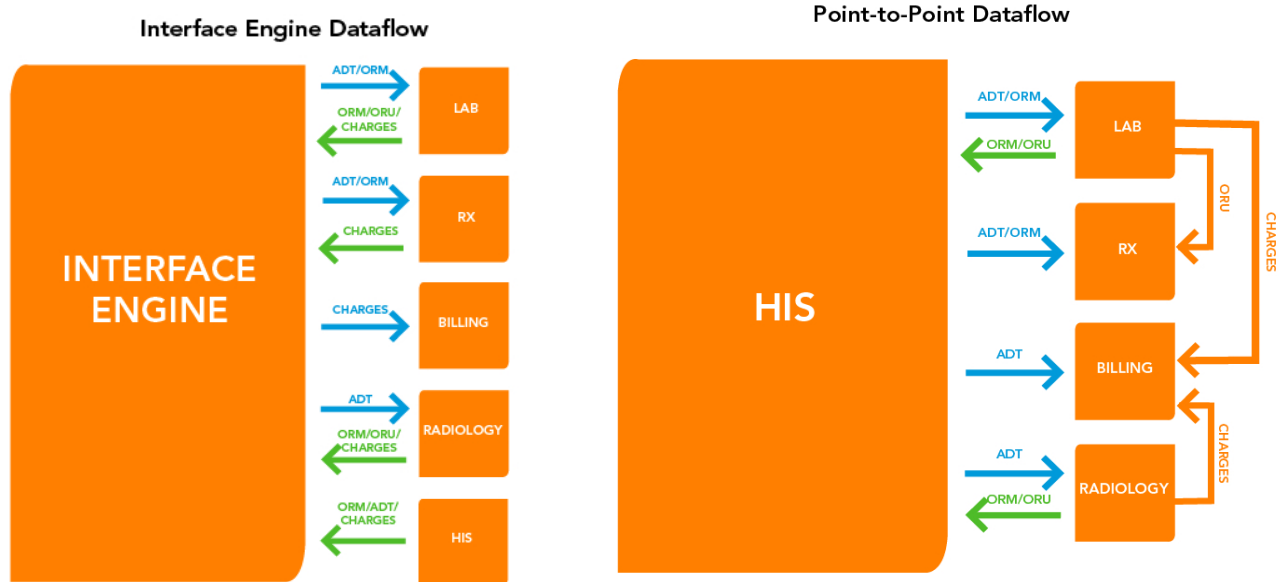 Interface Engine Dataflow
INTERFACE
ENGINE
ADT/ORM
ORM/ORU/
CHARGES
LAB
ADT/ORM
CHARGES
RX
CHARGES
BILLING
ADT
ORM/ORU/
CHARGES
RADIOLOGY
ORM/ADT/
CHARGES
HIS
Point-to-Point Dataflow
HIS
ADT/ORM
ORM/ORU
LAB
ORU
CHARGES
ADT/ORM
RX
ADT
BILLING
CHARGES
ADT
ORM/ORU
RADIOLOGY